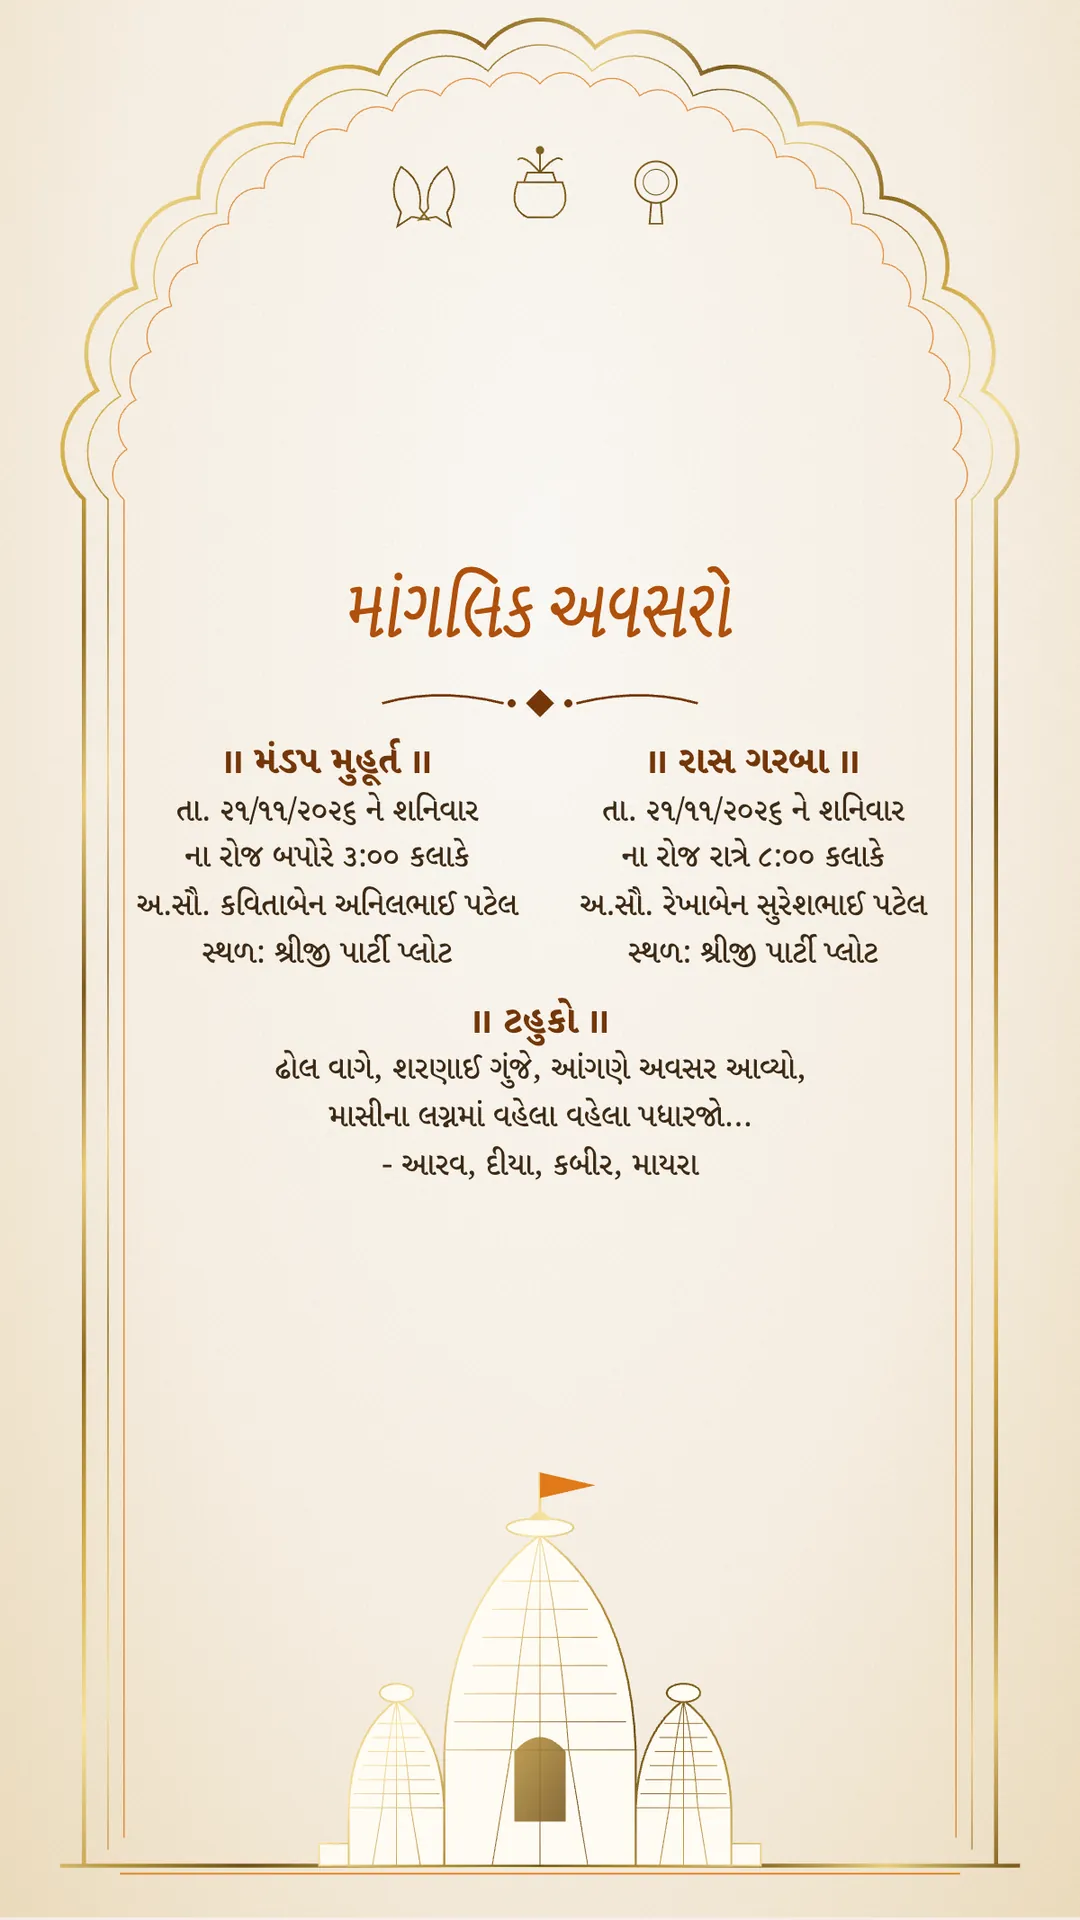 માંગલિક અવસરો
॥ મંડપ મુહૂર્ત ॥
તા. ૨૧/૧૧/૨૦૨૬ ને શનિવાર
ના રોજ બપોરે ૩:૦૦ કલાકે
અ.સૌ. કવિતાબેન અનિલભાઈ પટેલ
સ્થળ: શ્રીજી પાર્ટી પ્લોટ
॥ રાસ ગરબા ॥
તા. ૨૧/૧૧/૨૦૨૬ ને શનિવાર
ના રોજ રાત્રે ૮:૦૦ કલાકે
અ.સૌ. રેખાબેન સુરેશભાઈ પટેલ
સ્થળ: શ્રીજી પાર્ટી પ્લોટ
॥ ટહુકો ॥
ઢોલ વાગે, શરણાઈ ગુંજે, આંગણે અવસર આવ્યો,
માસીના લગ્નમાં વહેલા વહેલા પધારજો...
- આરવ, દીયા, કબીર, માયરા